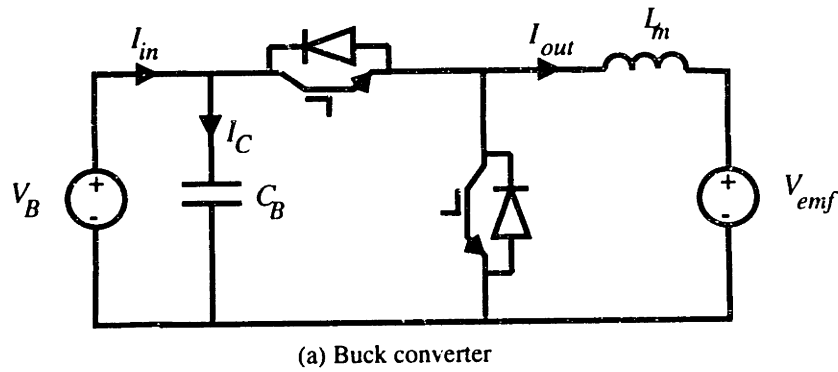 I_in
I_out
L_m
I_C
V_B
+
-
C_B
+
-
V_emf
(a) Buck converter